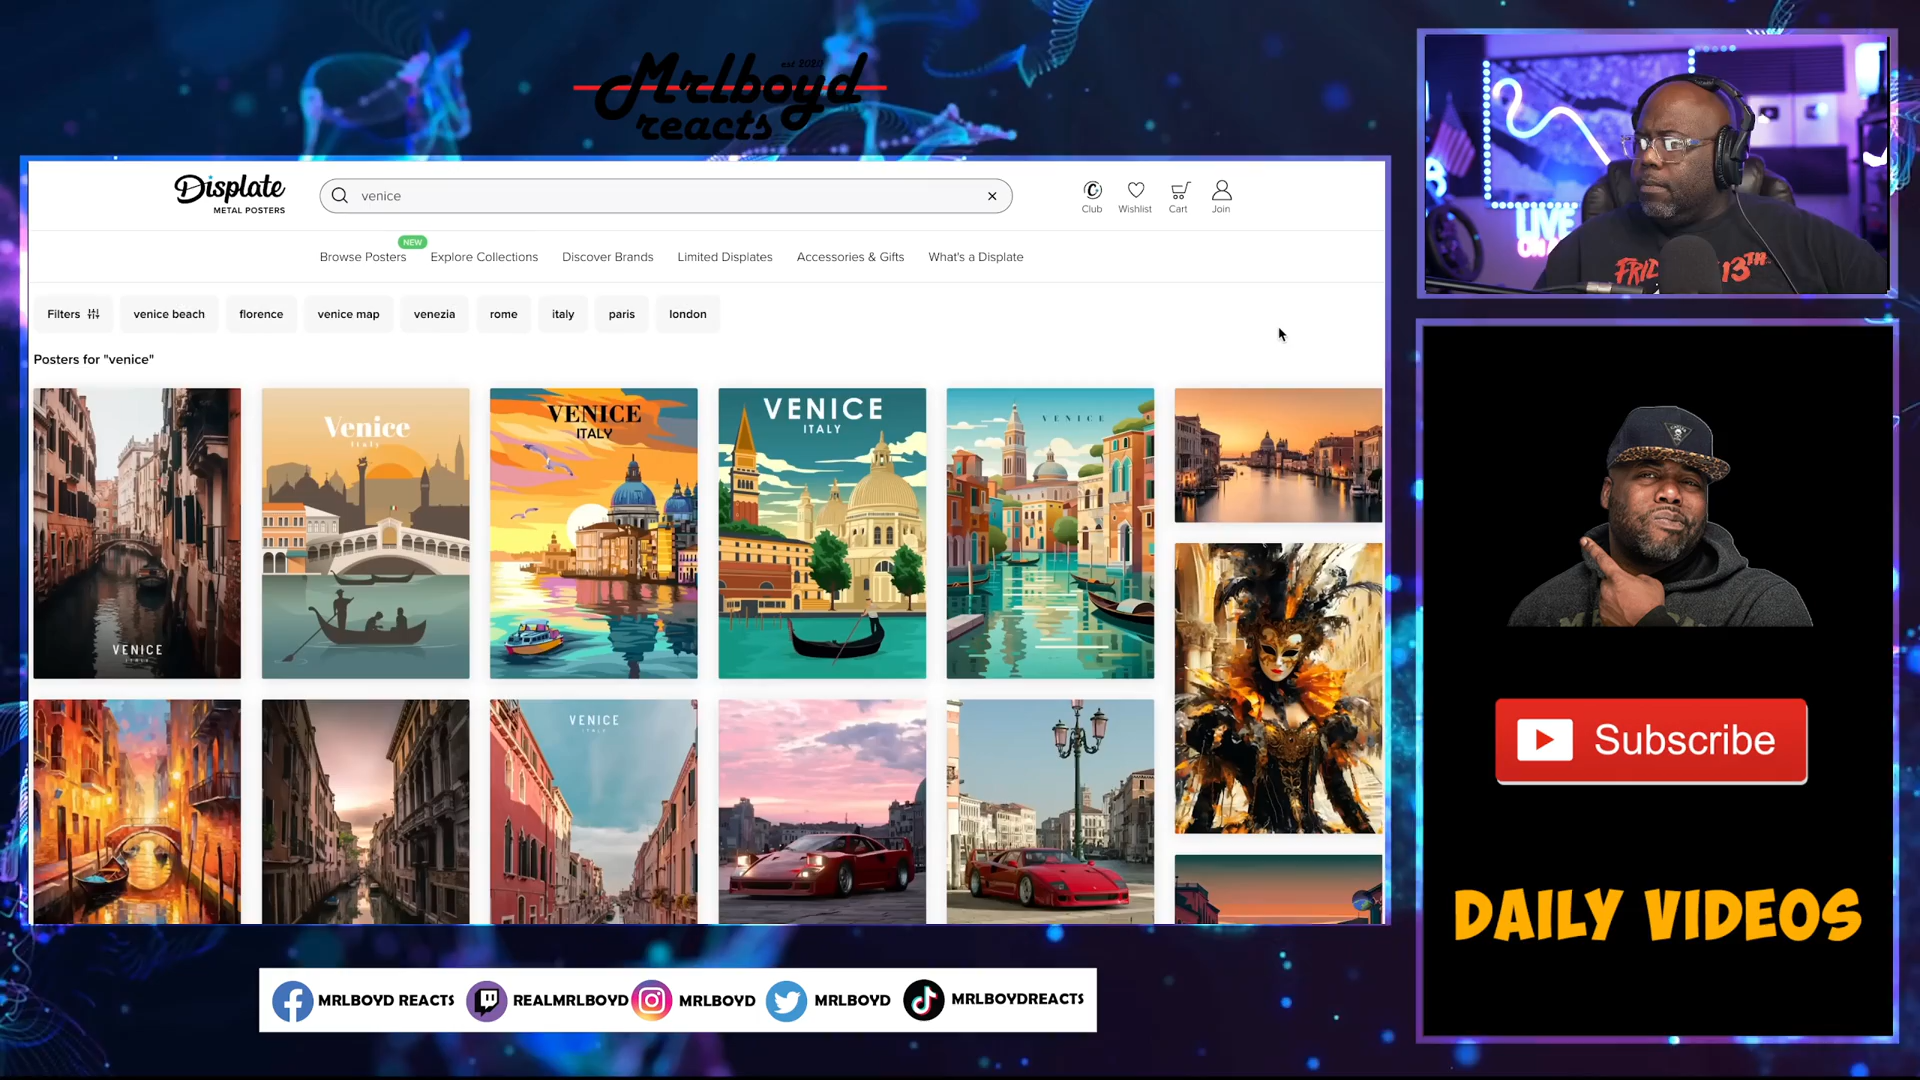 est 2020
Mrlboyd
reacts
Displate
METAL POSTERS
venice
Club
Wishlist
Cart
Join
NEW
Browse Posters
Explore Collections
Discover Brands
Limited Displates
Accessories & Gifts
What's a Displate
Filters
venice beach
florence
venice map
venezia
rome
italy
paris
london
Posters for "venice"
VENICE
ITALY
Venice
Italy
VENICE
ITALY
VENICE
ITALY
VENICE
VENICE
ITALY
LIVE
13TH
Subscribe
DAILY VIDEOS
MRLBOYD REACTS
REALMRLBOYD
MRLBOYD
MRLBOYD
MRLBOYDREACTS